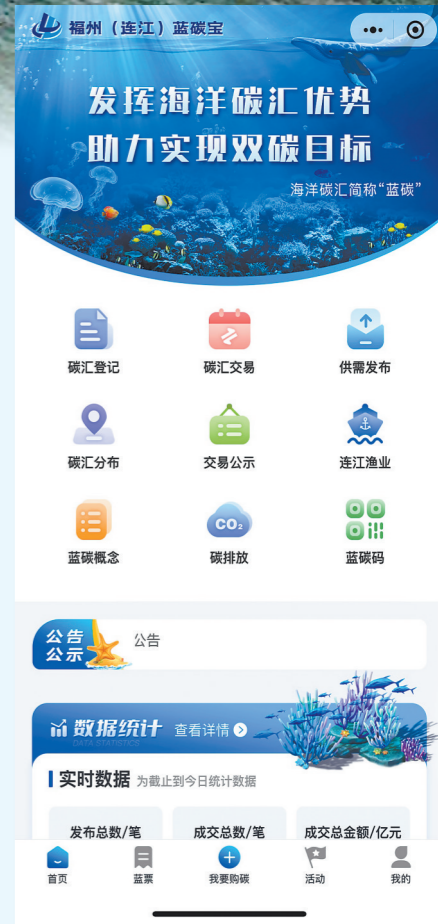 福州（连江）蓝碳宝
发挥海洋碳汇优势
助力实现双碳目标
海洋碳汇简称“蓝碳”
碳汇登记 碳汇交易 供需发布
碳汇分布 交易公示 连江渔业
CO₂
蓝碳概念 碳排放 蓝碳码
公告
公示
公告
数据统计 查看详情
DATA STATISTICS
实时数据 为截止到今日统计数据
发布总数/笔 成交总数/笔 成交总金额/亿元
首页 蓝票 我要购碳 活动 我的